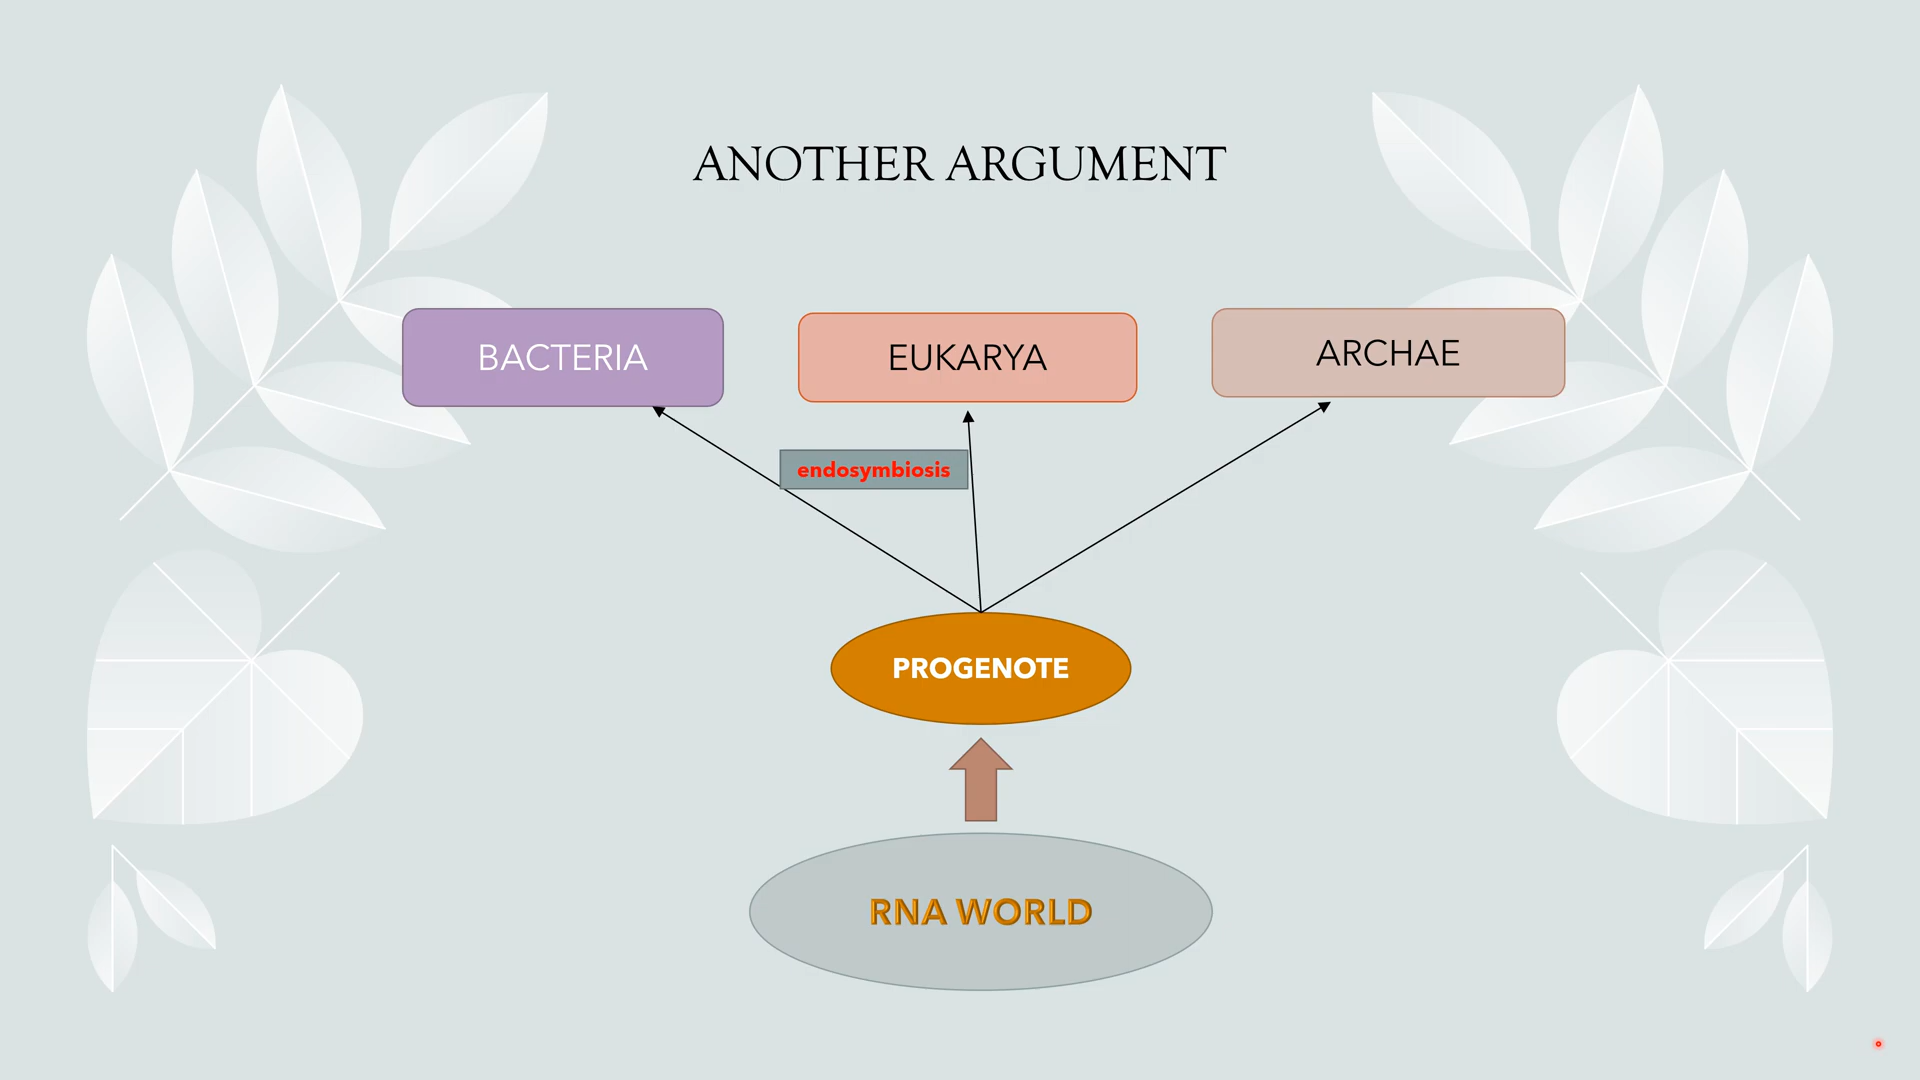 ANOTHER ARGUMENT
BACTERIA
EUKARYA
ARCHAE
endosymbiosis
PROGENOTE
RNA WORLD